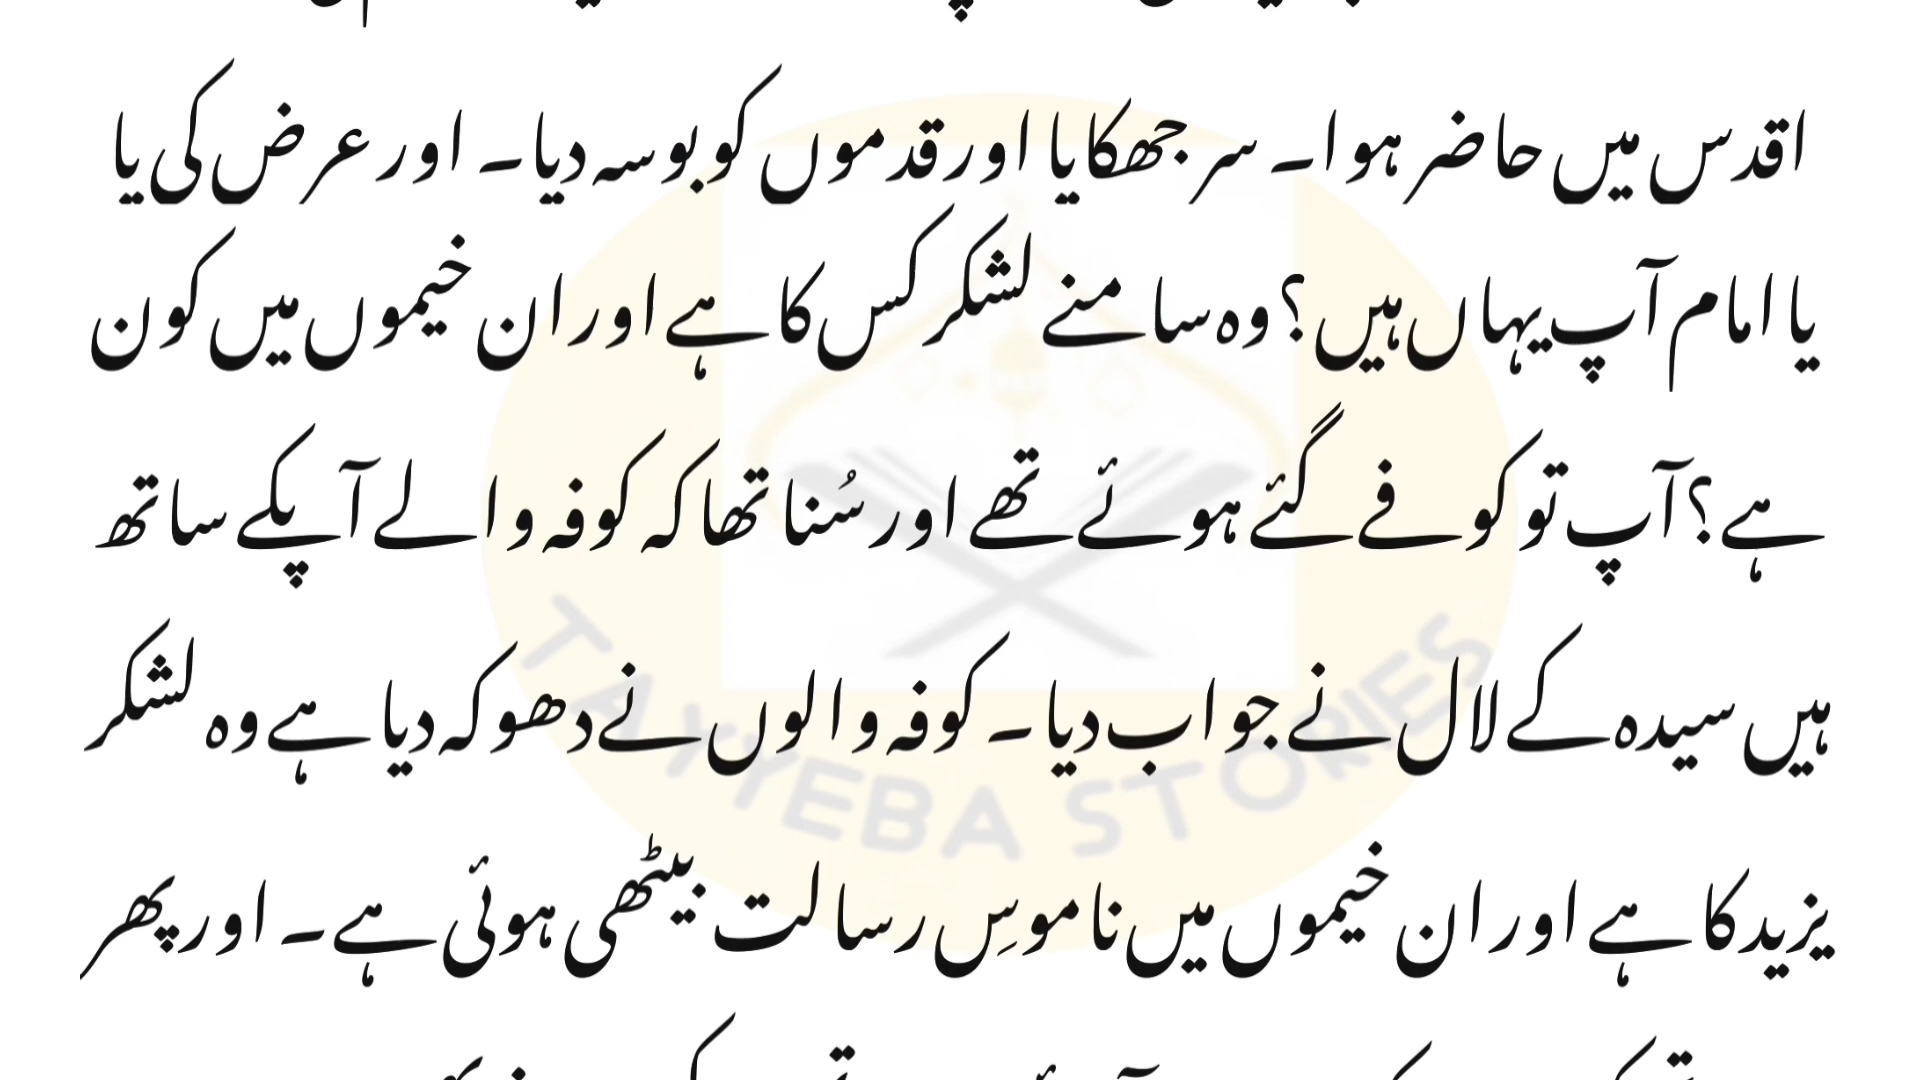 اقدس میں حاضر ہوا۔ سر جھکایا اور قدموں کو بوسہ دیا۔ اور عرض کی یا
یا امام آپ یہاں ہیں؟ وہ سامنے لشکر کس کا ہے اور ان خیموں میں کون
ہے؟ آپ تو کوفے گئے ہوئے تھے اور سُنا تھا کہ کوفہ والے آپکے ساتھ
ہیں سیدہ کے لال نے جواب دیا۔ کوفہ والوں نے دھوکہ دیا ہے وہ لشکر
یزید کا ہے اور ان خیموں میں ناموسِ رسالت بیٹھی ہوئی ہے۔ اور پھر
TAYYEBA STORIES